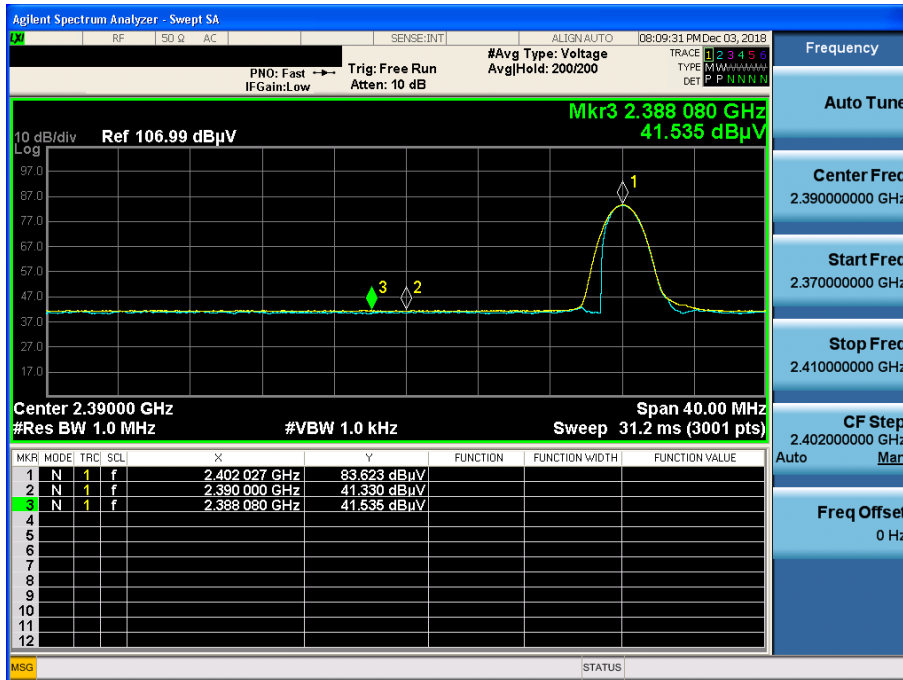 Agilent Spectrum Analyzer - Swept SA
LXI RF 50 Ω AC SENSE:INT ALIGN AUTO 08:09:31 PM Dec 03, 2018
PNO: Fast
IFGain:Low
Trig: Free Run
Atten: 10 dB
#Avg Type: Voltage
Avg|Hold: 200/200
TRACE 1 2 3 4 5 6
TYPE M
DET P P N N N N
Mkr3 2.388 080 GHz
41.535 dBµV
10 dB/div Ref 106.99 dBµV
Log
97.0
87.0
77.0
67.0
57.0
47.0
37.0
27.0
17.0
1
3 2
Center 2.39000 GHz Span 40.00 MHz
#Res BW 1.0 MHz #VBW 1.0 kHz Sweep 31.2 ms (3001 pts)
MKR MODE TRC SCL X Y FUNCTION FUNCTION WIDTH FUNCTION VALUE
1 N 1 f 2.402 027 GHz 83.623 dBµV
2 N 1 f 2.390 000 GHz 41.330 dBµV
3 N 1 f 2.388 080 GHz 41.535 dBµV
4
5
6
7
8
9
10
11
12
MSG STATUS
Frequency
Auto Tune
Center Freq
2.390000000 GHz
Start Freq
2.370000000 GHz
Stop Freq
2.410000000 GHz
CF Step
2.402000000 GHz
Auto Man
Freq Offset
0 Hz